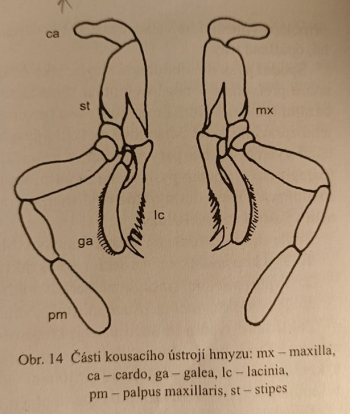 ca
st
mx
lc
ga
pm
Obr. 14 Části kousacího ústrojí hmyzu: mx – maxilla,
ca – cardo, ga – galea, lc – lacinia,
pm – palpus maxillaris, st – stipes